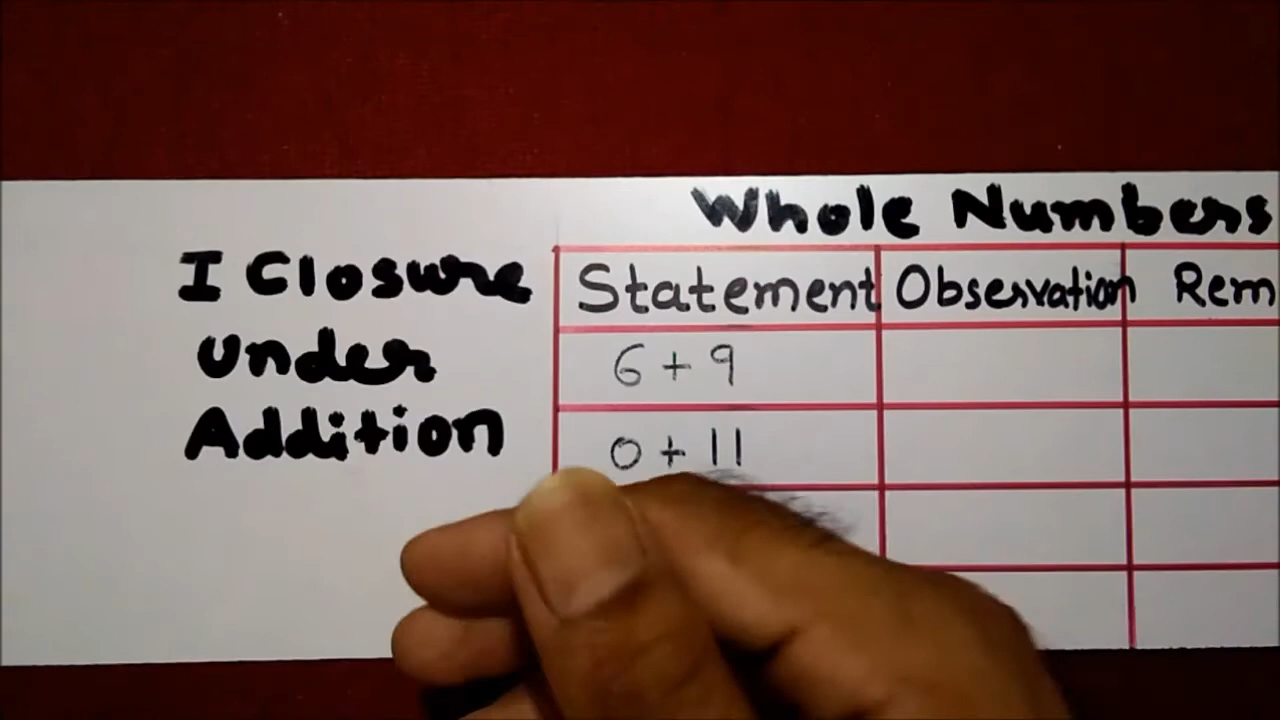 Whole Numbers
I Closure
Under
Addition
Statement Observation Rem
6 + 9
0 + 11